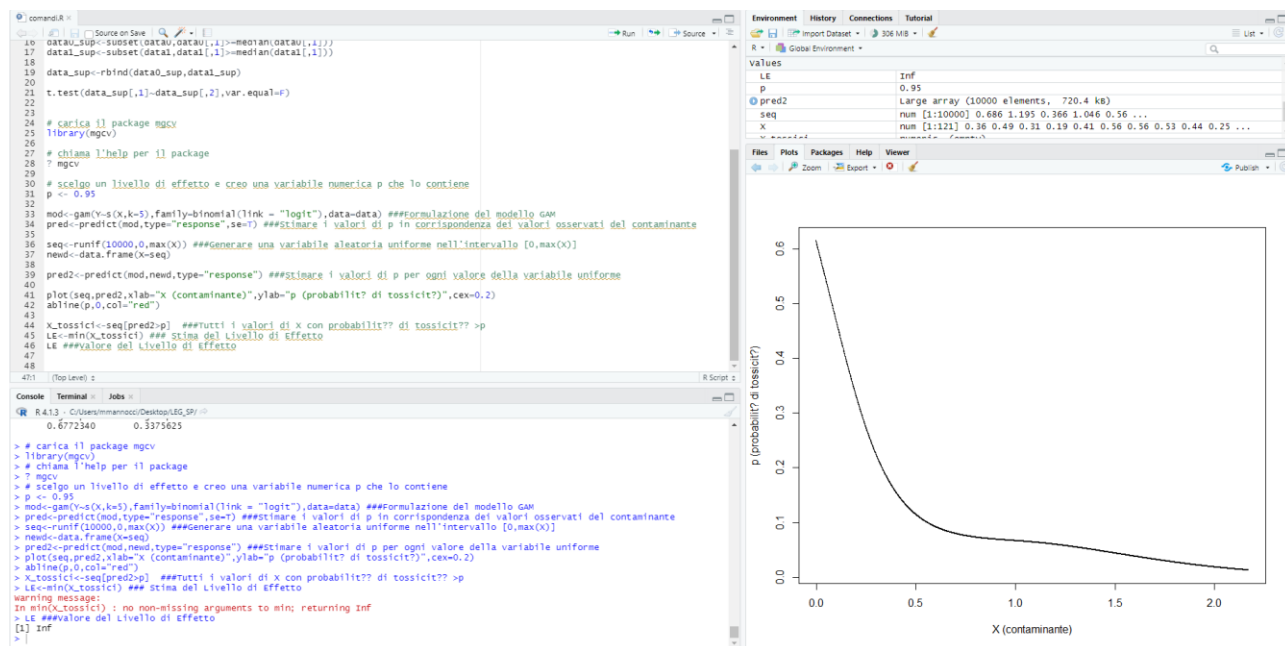 comandi.R
Source on Save
Run
Source
16 data0_sup<-subset(data0,data0[,1]>=median(data0[,1]))
17 data1_sup<-subset(data1,data1[,1]>=median(data1[,1]))
18
19 data_sup<-rbind(data0_sup,data1_sup)
20
21 t.test(data_sup[,1]~data_sup[,2],var.equal=F)
22
23
24 # carica il package mgcv
25 library(mgcv)
26
27 # chiama l'help per il package
28 ? mgcv
29
30 # scelgo un livello di effetto e creo una variabile numerica p che lo contiene
31 p <- 0.95
32
33 mod<-gam(Y~s(X,k=5),family=binomial(link = "logit"),data=data) ###Formulazione del modello GAM
34 pred<-predict(mod,type="response",se=T) ###Stimare i valori di p in corrispondenza dei valori osservati del contaminante
35
36 seq<-runif(10000,0,max(X)) ###Generare una variabile aleatoria uniforme nell'intervallo [0,max(X)]
37 newd<-data.frame(X=seq)
38
39 pred2<-predict(mod,newd,type="response") ###Stimare i valori di p per ogni valore della variabile uniforme
40
41 plot(seq,pred2,xlab="X (contaminante)",ylab="p (probabilit? di tossicit?)",cex=0.2)
42 abline(p,0,col="red")
43
44 X_tossici<-seq[pred2>p] ###Tutti i valori di X con probabilit?? di tossicit?? >p
45 LE<-min(X_tossici) ### Stima del Livello di Effetto
46 LE ###Valore del Livello di Effetto
47
48
47:1 (Top Level) R Script
Console Terminal Jobs
R 4.1.3 · C:/Users/mmannocci/Desktop/LEG_SP/
0.6772340 0.3375625
> # carica il package mgcv
> library(mgcv)
> # chiama l'help per il package
> ? mgcv
> # scelgo un livello di effetto e creo una variabile numerica p che lo contiene
> p <- 0.95
> mod<-gam(Y~s(X,k=5),family=binomial(link = "logit"),data=data) ###Formulazione del modello GAM
> pred<-predict(mod,type="response",se=T) ###Stimare i valori di p in corrispondenza dei valori osservati del contaminante
> seq<-runif(10000,0,max(X)) ###Generare una variabile aleatoria uniforme nell'intervallo [0,max(X)]
> newd<-data.frame(X=seq)
> pred2<-predict(mod,newd,type="response") ###Stimare i valori di p per ogni valore della variabile uniforme
> plot(seq,pred2,xlab="X (contaminante)",ylab="p (probabilit? di tossicit?)",cex=0.2)
> abline(p,0,col="red")
> X_tossici<-seq[pred2>p] ###Tutti i valori di X con probabilit?? di tossicit?? >p
> LE<-min(X_tossici) ### Stima del Livello di Effetto
Warning message:
In min(X_tossici) : no non-missing arguments to min; returning Inf
> LE ###Valore del Livello di Effetto
[1] Inf
>
Environment History Connections Tutorial
Import Dataset 306 MiB List
R Global Environment
Values
LE Inf
p 0.95
pred2 Large array (10000 elements, 720.4 kB)
seq num [1:10000] 0.686 1.195 0.366 1.046 0.56 ...
X num [1:121] 0.36 0.49 0.31 0.19 0.41 0.56 0.56 0.53 0.44 0.25 ...
X_tossici numeric (empty)
Files Plots Packages Help Viewer
Zoom Export Publish
p (probabilit? di tossicit?)
0.6
0.5
0.4
0.3
0.2
0.1
0.0
0.0 0.5 1.0 1.5 2.0
X (contaminante)